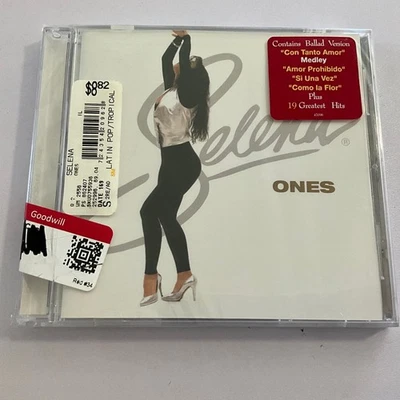 Contains Ballad Version
"Con Tanto Amor"
Medley
"Amor Prohibido"
"Si Una Vez"
"Como la Flor"
Plus
19 Greatest Hits
Selena®
ONES
$8.82
IL
LATIN POP/TROPICAL
SELENA
ONES
Goodwill